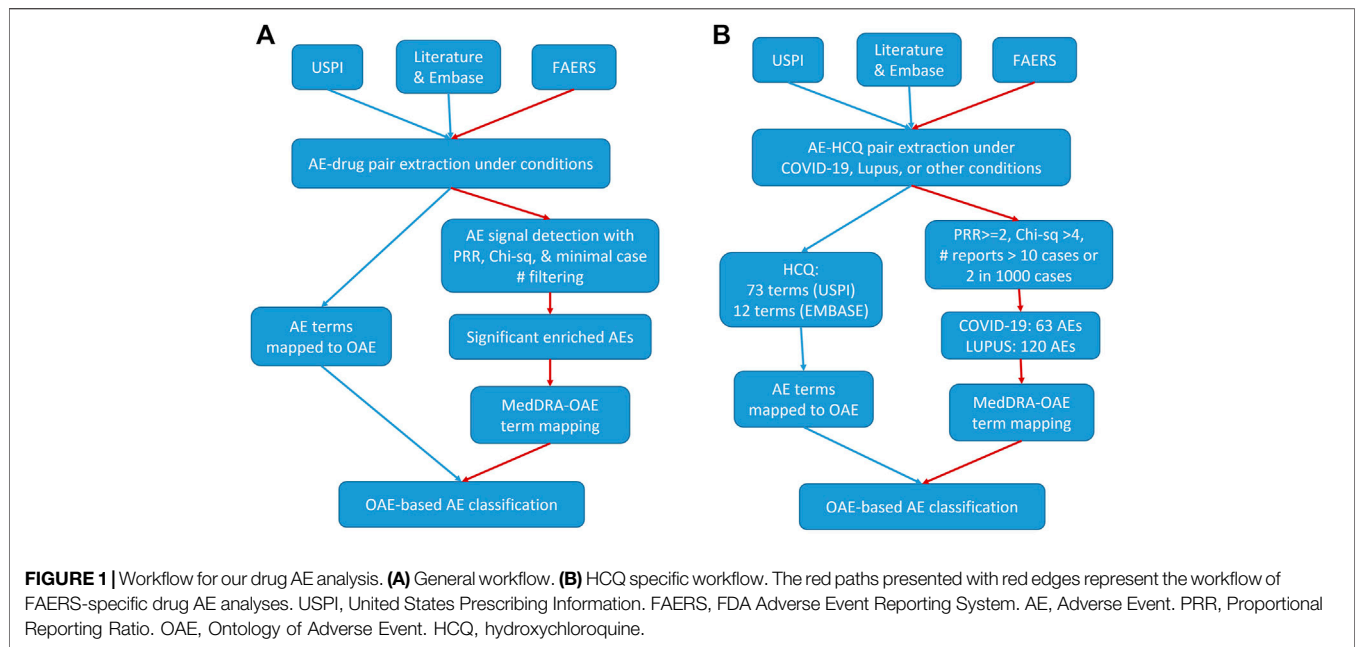 A
USPI
Literature
& Embase
FAERS
AE-drug pair extraction under conditions
AE signal detection with
PRR, Chi-sq, & minimal case
# filtering
AE terms
mapped to OAE
Significant enriched AEs
MedDRA-OAE
term mapping
OAE-based AE classification
B
USPI
Literature
& Embase
FAERS
AE-HCQ pair extraction under
COVID-19, Lupus, or other conditions
HCQ:
73 terms (USPI)
12 terms (EMBASE)
PRR>=2, Chi-sq >4,
# reports > 10 cases or
2 in 1000 cases
COVID-19: 63 AEs
LUPUS: 120 AEs
AE terms
mapped to OAE
MedDRA-OAE
term mapping
OAE-based AE classification
FIGURE 1 | Workflow for our drug AE analysis. (A) General workflow. (B) HCQ specific workflow. The red paths presented with red edges represent the workflow of
FAERS-specific drug AE analyses. USPI, United States Prescribing Information. FAERS, FDA Adverse Event Reporting System. AE, Adverse Event. PRR, Proportional
Reporting Ratio. OAE, Ontology of Adverse Event. HCQ, hydroxychloroquine.